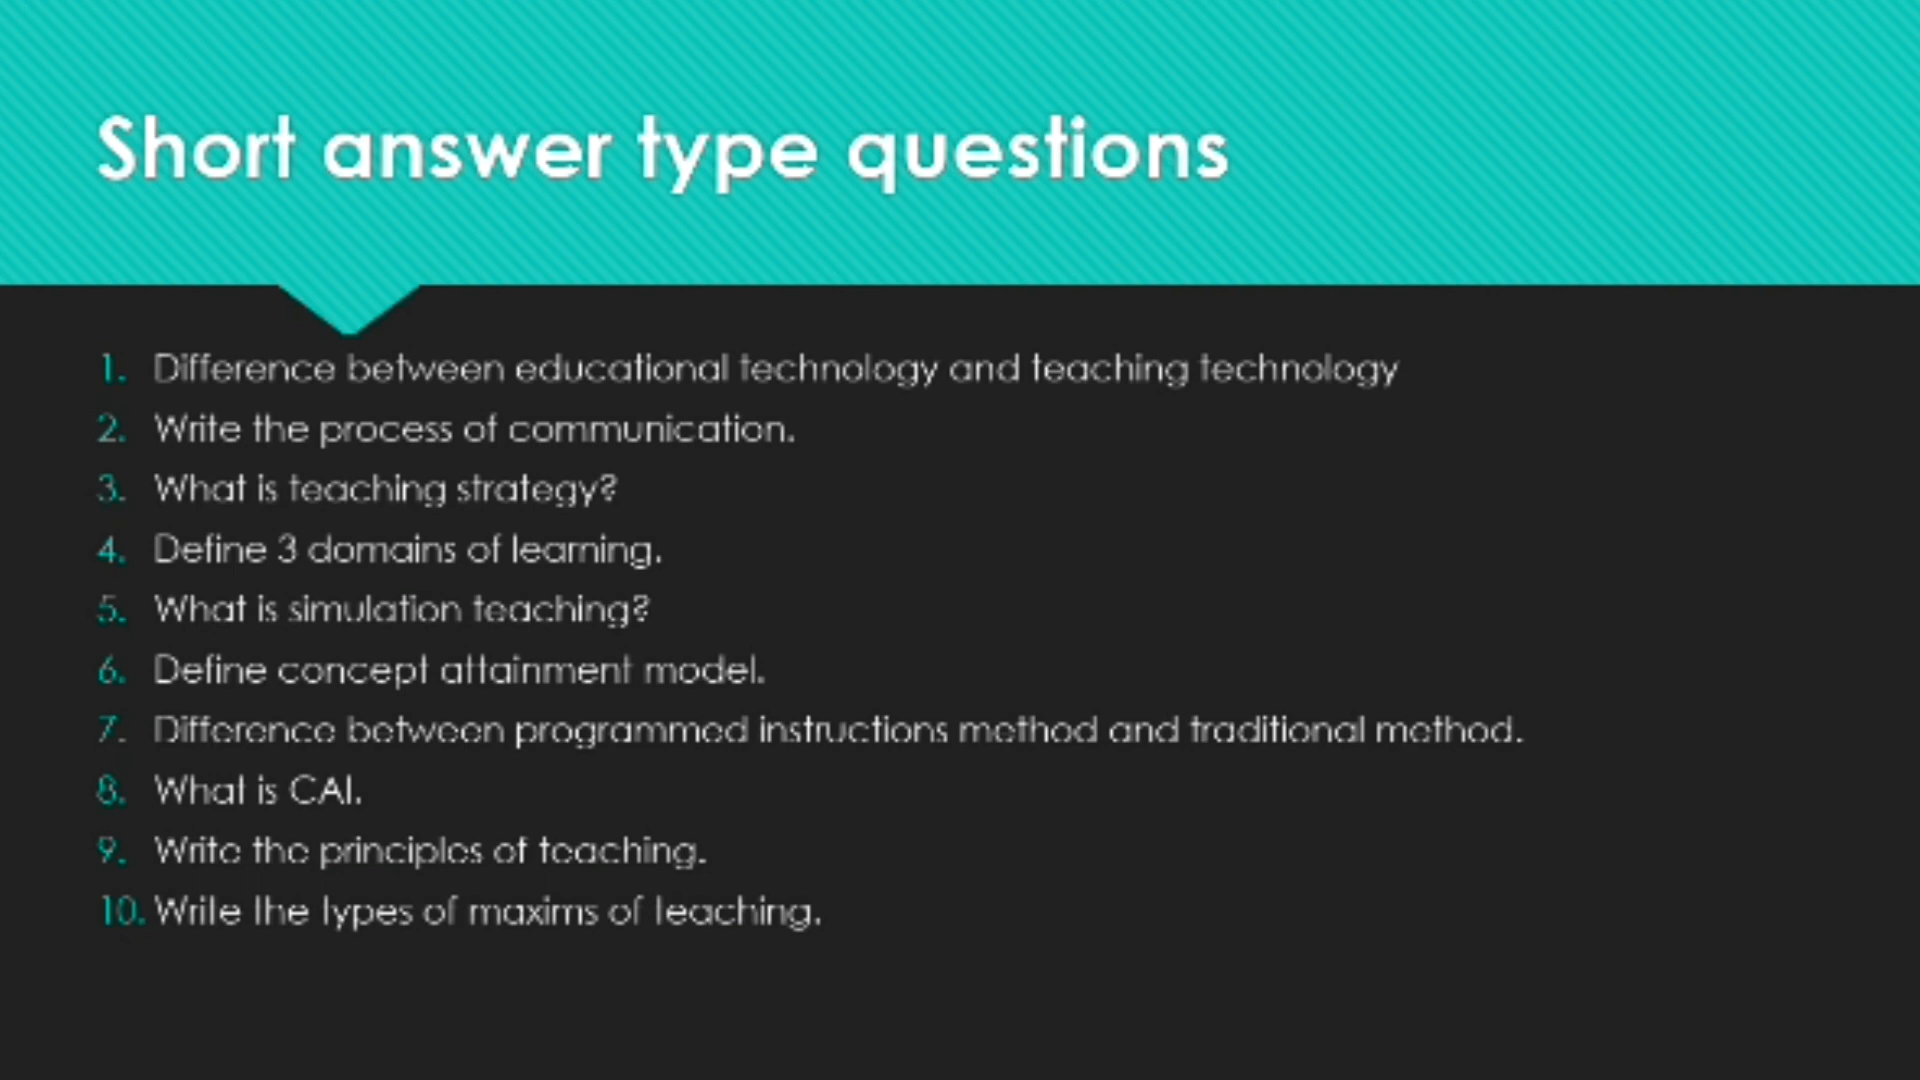 Short answer type questions
1. Difference between educational technology and teaching technology
2. Write the process of communication.
3. What is teaching strategy?
4. Define 3 domains of learning.
5. What is simulation teaching?
6. Define concept attainment model.
7. Difference between programmed instructions method and traditional method.
8. What is CAI.
9. Write the principles of teaching.
10. Write the types of maxims of teaching.